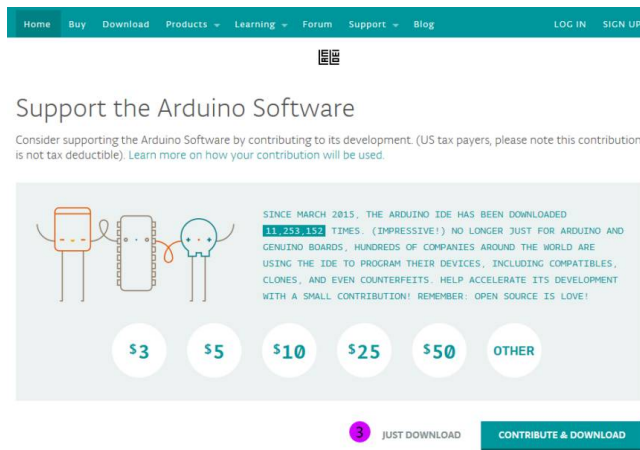 Home Buy Download Products Learning Forum Support Blog LOG IN SIGN UP
Support the Arduino Software
Consider supporting the Arduino Software by contributing to its development. (US tax payers, please note this contribution
is not tax deductible). Learn more on how your contribution will be used.
SINCE MARCH 2015, THE ARDUINO IDE HAS BEEN DOWNLOADED
11,253,152 TIMES. (IMPRESSIVE!) NO LONGER JUST FOR ARDUINO AND
GENUINO BOARDS, HUNDREDS OF COMPANIES AROUND THE WORLD ARE
USING THE IDE TO PROGRAM THEIR DEVICES, INCLUDING COMPATIBLES,
CLONES, AND EVEN COUNTERFEITS. HELP ACCELERATE ITS DEVELOPMENT
WITH A SMALL CONTRIBUTION! REMEMBER: OPEN SOURCE IS LOVE!
$3 $5 $10 $25 $50 OTHER
3 JUST DOWNLOAD CONTRIBUTE & DOWNLOAD